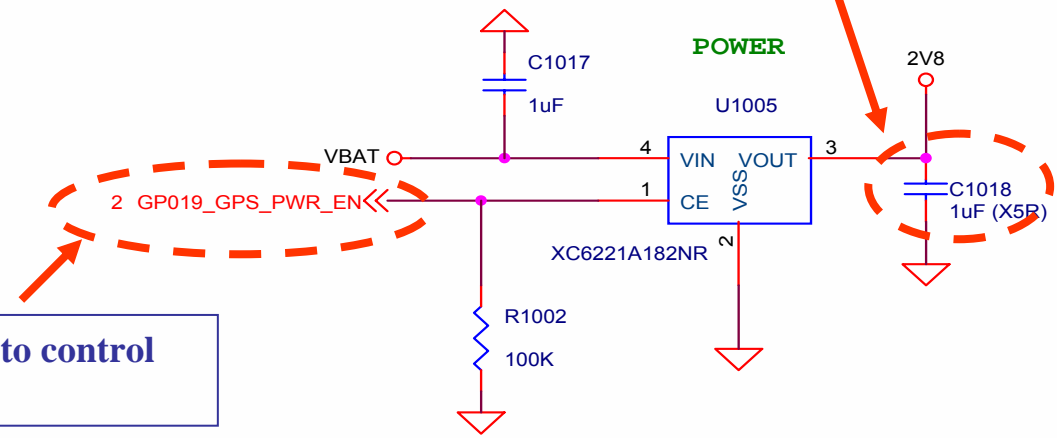 POWER
2V8
C1017
1uF
U1005
VBAT
4
VIN
VOUT
3
2 GP019_GPS_PWR_EN
1
CE
VSS
C1018
1uF (X5R)
2
XC6221A182NR
R1002
100K
to control